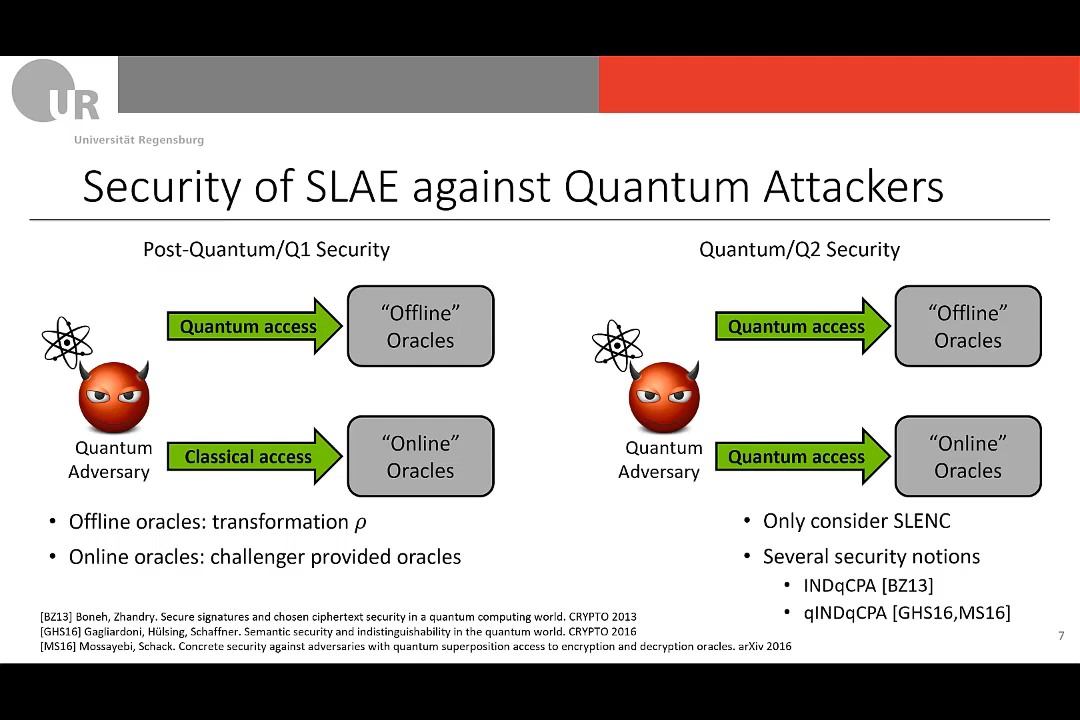 UR
Universität Regensburg
Security of SLAE against Quantum Attackers
Post-Quantum/Q1 Security
Quantum access
“Offline”
Oracles
Quantum
Adversary
Classical access
“Online”
Oracles
• Offline oracles: transformation ρ
• Online oracles: challenger provided oracles
Quantum/Q2 Security
Quantum access
“Offline”
Oracles
Quantum
Adversary
Quantum access
“Online”
Oracles
• Only consider SLENC
• Several security notions
• INDqCPA [BZ13]
• qINDqCPA [GHS16,MS16]
[BZ13] Boneh, Zhandry. Secure signatures and chosen ciphertext security in a quantum computing world. CRYPTO 2013
[GHS16] Gagliardoni, Hülsing, Schaffner. Semantic security and indistinguishability in the quantum world. CRYPTO 2016
[MS16] Mossayebi, Schack. Concrete security against adversaries with quantum superposition access to encryption and decryption oracles. arXiv 2016
7